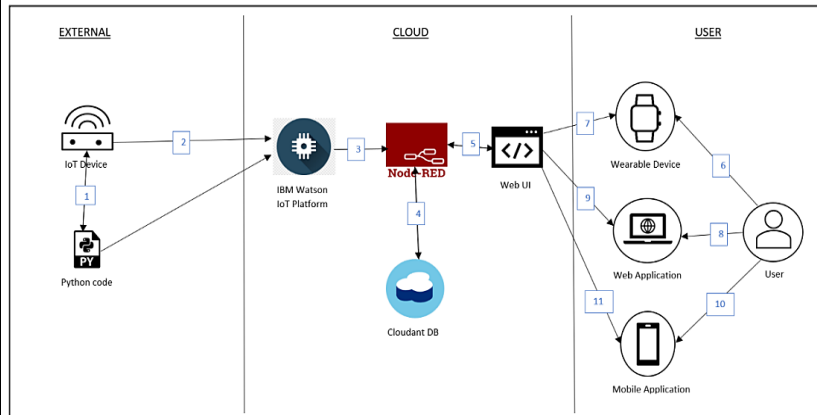 EXTERNAL
CLOUD
USER
IoT Device
1
2
PY
Python code
IBM Watson
IoT Platform
3
Node-RED
4
Cloudant DB
5
</>
Web UI
7
Wearable Device
6
9
Web Application
8
User
11
10
Mobile Application